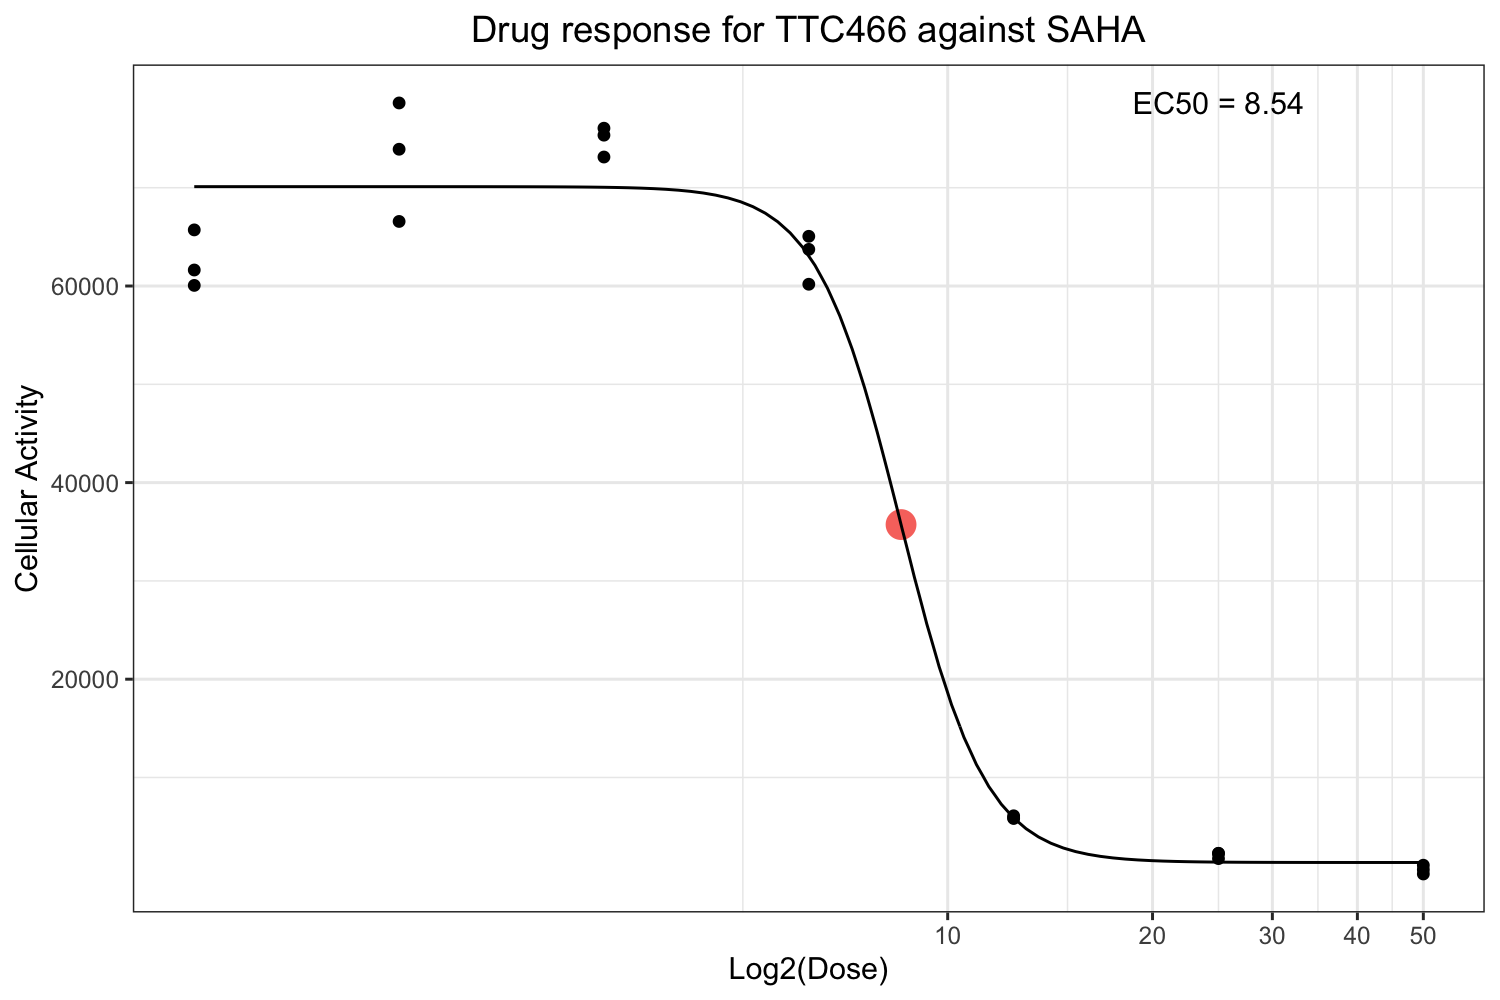 Drug response for TTC466 against SAHA
EC50 = 8.54
Cellular Activity
60000
40000
20000
10 20 30 40 50
Log2(Dose)